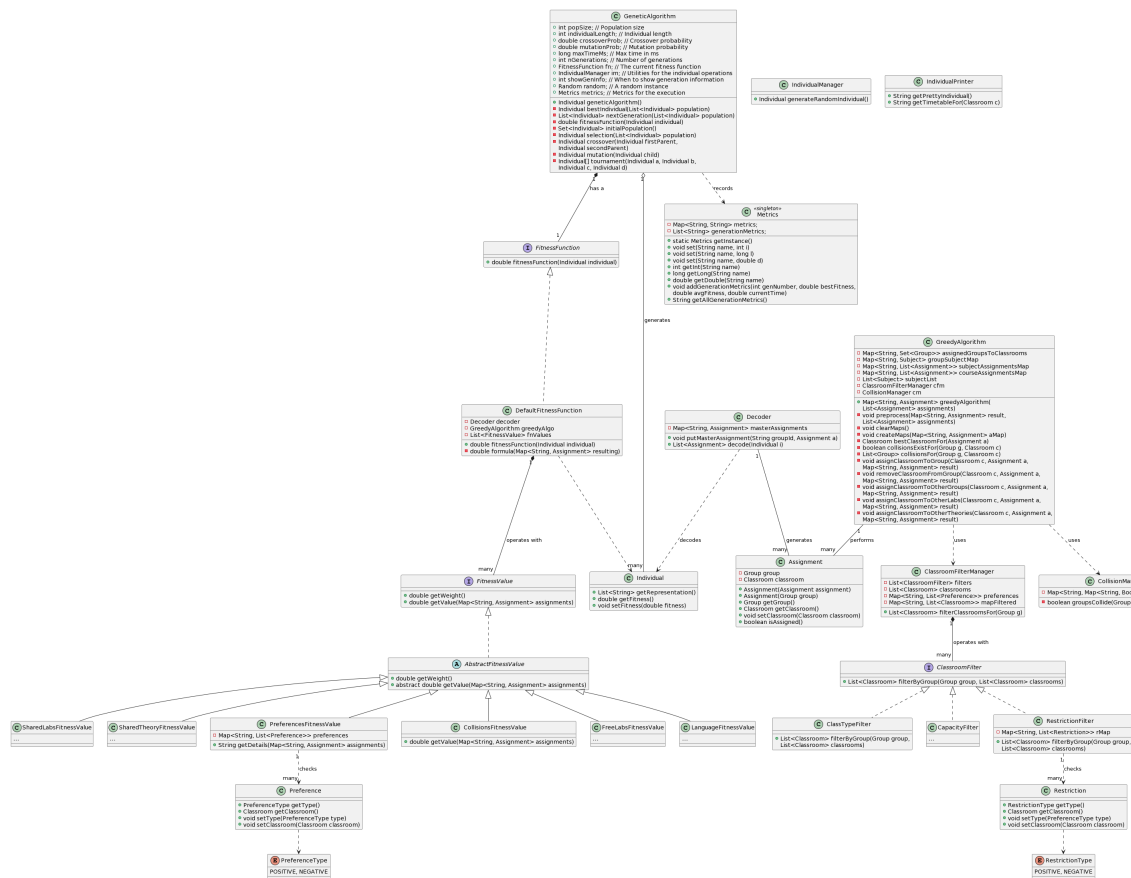 GeneticAlgorithm
int popSize; // Population size
int individualLength; // Individual length
double crossoverProb; // Crossover probability
double mutationProb; // Mutation probability
long maxTimeMs; // Max time in ms
int nGenerations; // Number of generations
FitnessFunction fn; // The current fitness function
IndividualManager im; // Utilities for the individual operations
int showGenInfo; // When to show generation information
Random random; // A random instance
Metrics metrics; // Metrics for the execution
Individual geneticAlgorithm()
Individual bestIndividual(List<Individual> population)
List<Individual> nextGeneration(List<Individual> population)
double fitnessFunction(Individual individual)
Set<Individual> initialPopulation()
Individual selection(List<Individual> population)
Individual crossover(Individual firstParent,
Individual secondParent)
Individual mutation(Individual child)
Individual[] tournament(Individual a, Individual b,
Individual c, Individual d)
IndividualManager
Individual generateRandomIndividual()
IndividualPrinter
String getPrettyIndividual()
String getTimetableFor(Classroom c)
1
1
has a
records
1
«singleton»
Metrics
Map<String, String> metrics;
List<String> generationMetrics;
static Metrics getInstance()
void set(String name, int i)
void set(String name, long l)
void set(String name, double d)
int getInt(String name)
long getLong(String name)
double getDouble(String name)
void addGenerationMetrics(int genNumber, double bestFitness,
double avgFitness, double currentTime)
String getAllGenerationMetrics()
FitnessFunction
double fitnessFunction(Individual individual)
generates
GreedyAlgorithm
Map<String, Set<Group>> assignedGroupsToClassrooms
Map<String, Subject> groupSubjectMap
Map<String, List<Assignment>> subjectAssignmentsMap
Map<String, List<Assignment>> courseAssignmentsMap
List<Subject> subjectList
ClassroomFilterManager cfm
CollisionManager cm
Map<String, Assignment> greedyAlgorithm(
List<Assignment> assignments)
void preprocess(Map<String, Assignment> result,
List<Assignment> assignments)
void clearMaps()
void createMaps(Map<String, Assignment> aMap)
Classroom bestClassroomFor(Assignment a)
boolean collisionsExistFor(Group g, Classroom c)
List<Group> collisionsFor(Group g, Classroom c)
void assignClassroomToGroup(Classroom c, Assignment a,
Map<String, Assignment> result)
void removeClassroomFromGroup(Classroom c, Assignment a,
Map<String, Assignment> result)
void assignClassroomToOtherGroups(Classroom c, Assignment a,
Map<String, Assignment> result)
void assignClassroomToOtherLabs(Classroom c, Assignment a,
Map<String, Assignment> result)
void assignClassroomToOtherTheories(Classroom c, Assignment a,
Map<String, Assignment> result)
DefaultFitnessFunction
Decoder decoder
GreedyAlgorithm greedyAlgo
List<FitnessValue> fnValues
fitnessFunction(Individual individual)
double formula(Map<String, Assignment> resulting)
Decoder
Map<String, Assignment> masterAssignments
void putMasterAssignment(String groupId, Assignment a)
List<Assignment> decode(Individual i)
1
operates with
many
decodes
many
1
generates
many
1
performs
many
uses
uses
FitnessValue
double getWeight()
double getValue(Map<String, Assignment> assignments)
Individual
List<String> getRepresentation()
double getFitness()
void setFitness(double fitness)
Assignment
Group group
Classroom classroom
Assignment(Assignment assignment)
Assignment(Group group)
Group getGroup()
Classroom getClassroom()
void setClassroom(Classroom classroom)
boolean isAssigned()
ClassroomFilterManager
List<ClassroomFilter> filters
List<Classroom> classrooms
Map<String, List<Preference>> preferences
Map<String, List<Classroom>> mapFiltered
List<Classroom> filterClassroomsFor(Group g)
CollisionMa
Map<String, Map<String, Boo
boolean groupsCollide(Group
1
operates with
many
AbstractFitnessValue
double getWeight()
abstract double getValue(Map<String, Assignment> assignments)
ClassroomFilter
List<Classroom> filterByGroup(Group group, List<Classroom> classrooms)
SharedLabsFitnessValue
...
SharedTheoryFitnessValue
...
PreferencesFitnessValue
Map<String, List<Preference>> preferences
String getDetails(Map<String, Assignment> assignments)
CollisionsFitnessValue
double getValue(Map<String, Assignment> assignments)
FreeLabsFitnessValue
...
LanguageFitnessValue
...
ClassTypeFilter
List<Classroom> filterByGroup(Group group,
List<Classroom> classrooms)
CapacityFilter
...
RestrictionFilter
Map<String, List<Restriction>> rMap
List<Classroom> filterByGroup(Group group,
List<Classroom> classrooms)
1
checks
many
1
checks
many
Preference
PreferenceType getType()
Classroom getClassroom()
void setType(PreferenceType type)
void setClassroom(Classroom classroom)
Restriction
RestrictionType getType()
Classroom getClassroom()
void setType(PreferenceType type)
void setClassroom(Classroom classroom)
PreferenceType
POSITIVE, NEGATIVE
RestrictionType
POSITIVE, NEGATIVE